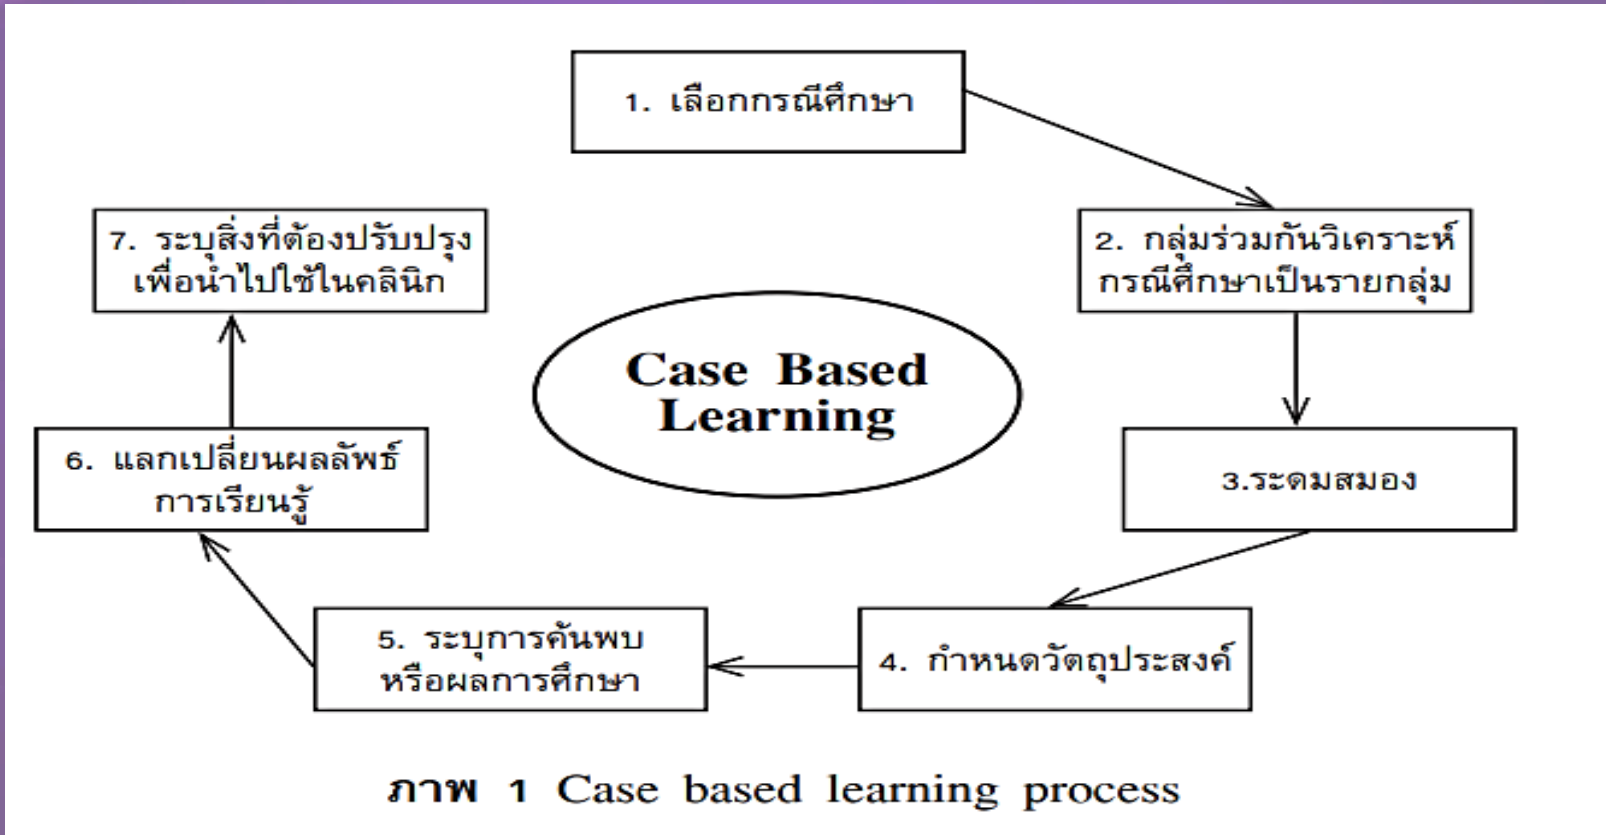 1. เลือกกรณีศึกษา
2. กลุ่มร่วมกันวิเคราะห์
กรณีศึกษาเป็นรายกลุ่ม
3.ระดมสมอง
4. กำหนดวัตถุประสงค์
5. ระบุการค้นพบ
หรือผลการศึกษา
6. แลกเปลี่ยนผลลัพธ์
การเรียนรู้
7. ระบุสิ่งที่ต้องปรับปรุง
เพื่อนำไปใช้ในคลินิก
Case Based
Learning
ภาพ 1 Case based learning process